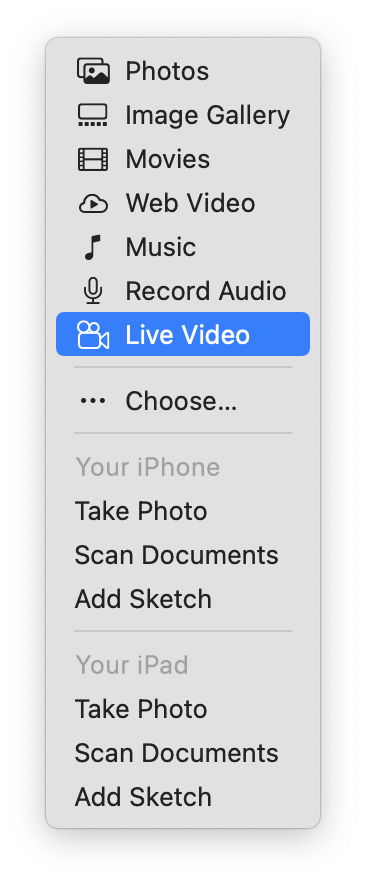 Photos
Image Gallery
Movies
Web Video
Music
Record Audio
Live Video
Choose...
Your iPhone
Take Photo
Scan Documents
Add Sketch
Your iPad
Take Photo
Scan Documents
Add Sketch